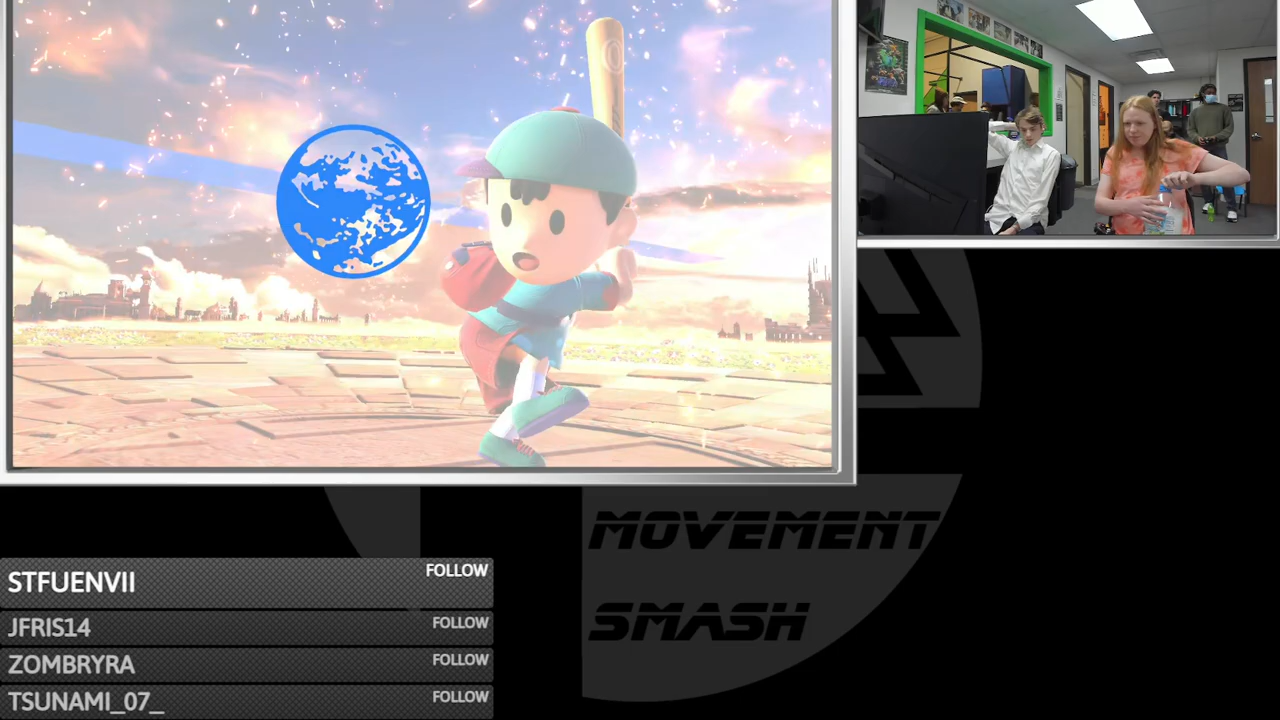 MOVEMENT
SMASH
STFUENVII FOLLOW
JFRIS14 FOLLOW
ZOMBRYRA FOLLOW
TSUNAMI_07_ FOLLOW